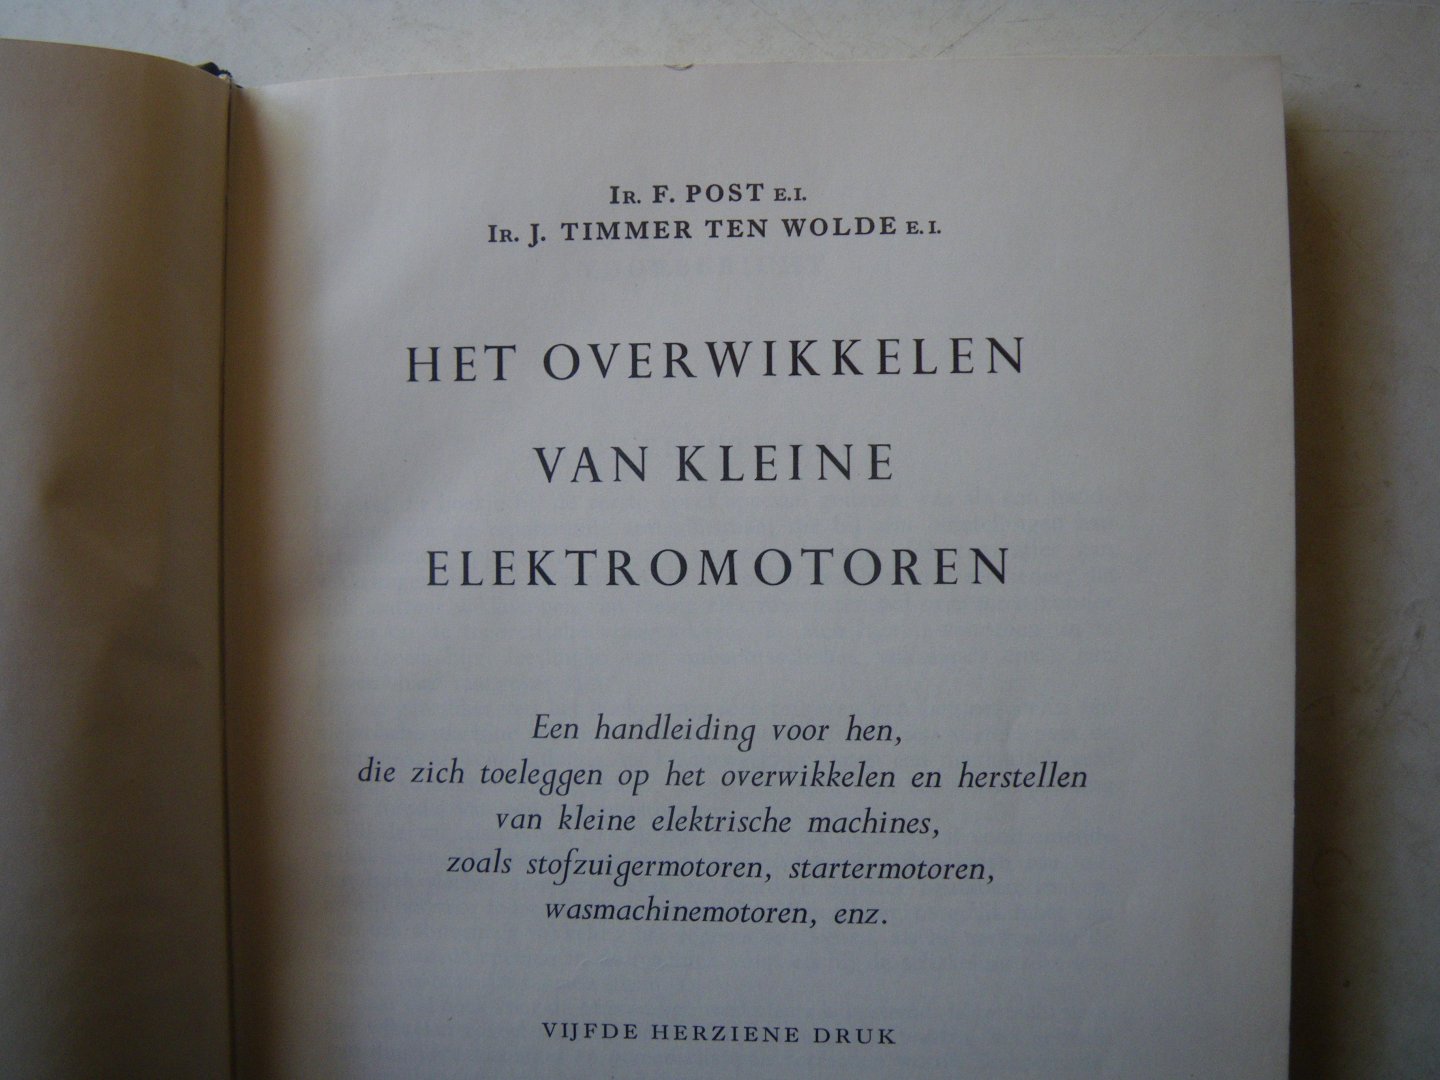 Ir. F. POST E.I.
Ir. J. TIMMER TEN WOLDE E.I.
HET OVERWIKKELEN
VAN KLEINE
ELEKTROMOTOREN
Een handleiding voor hen,
die zich toeleggen op het overwikkelen en herstellen
van kleine elektrische machines,
zoals stofzuigermotoren, startermotoren,
wasmachinemotoren, enz.
VIJFDE HERZIENE DRUK